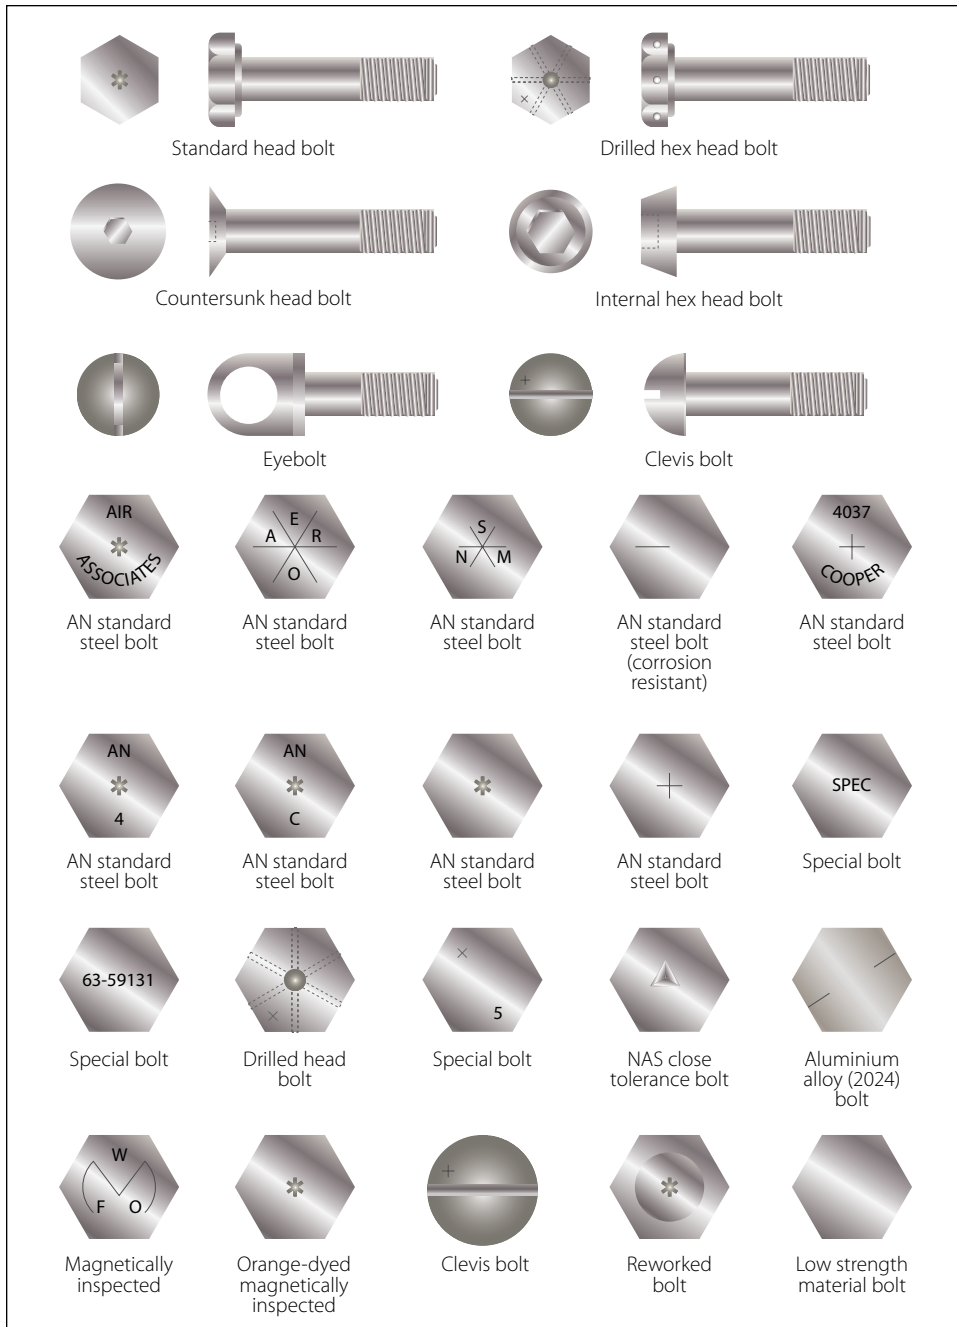 Standard head bolt
Drilled hex head bolt
Countersunk head bolt
Internal hex head bolt
Eyebolt
Clevis bolt
AIR
ASSOCIATES
E
A R
O
S
N M
4037
COOPER
AN standard
steel bolt
AN standard
steel bolt
AN standard
steel bolt
AN standard
steel bolt
(corrosion
resistant)
AN standard
steel bolt
AN
4
AN
C
SPEC
AN standard
steel bolt
AN standard
steel bolt
AN standard
steel bolt
AN standard
steel bolt
Special bolt
63-59131
5
Special bolt
Drilled head
bolt
Special bolt
NAS close
tolerance bolt
Aluminium
alloy (2024)
bolt
W
F O
Magnetically
inspected
Orange-dyed
magnetically
inspected
Clevis bolt
Reworked
bolt
Low strength
material bolt